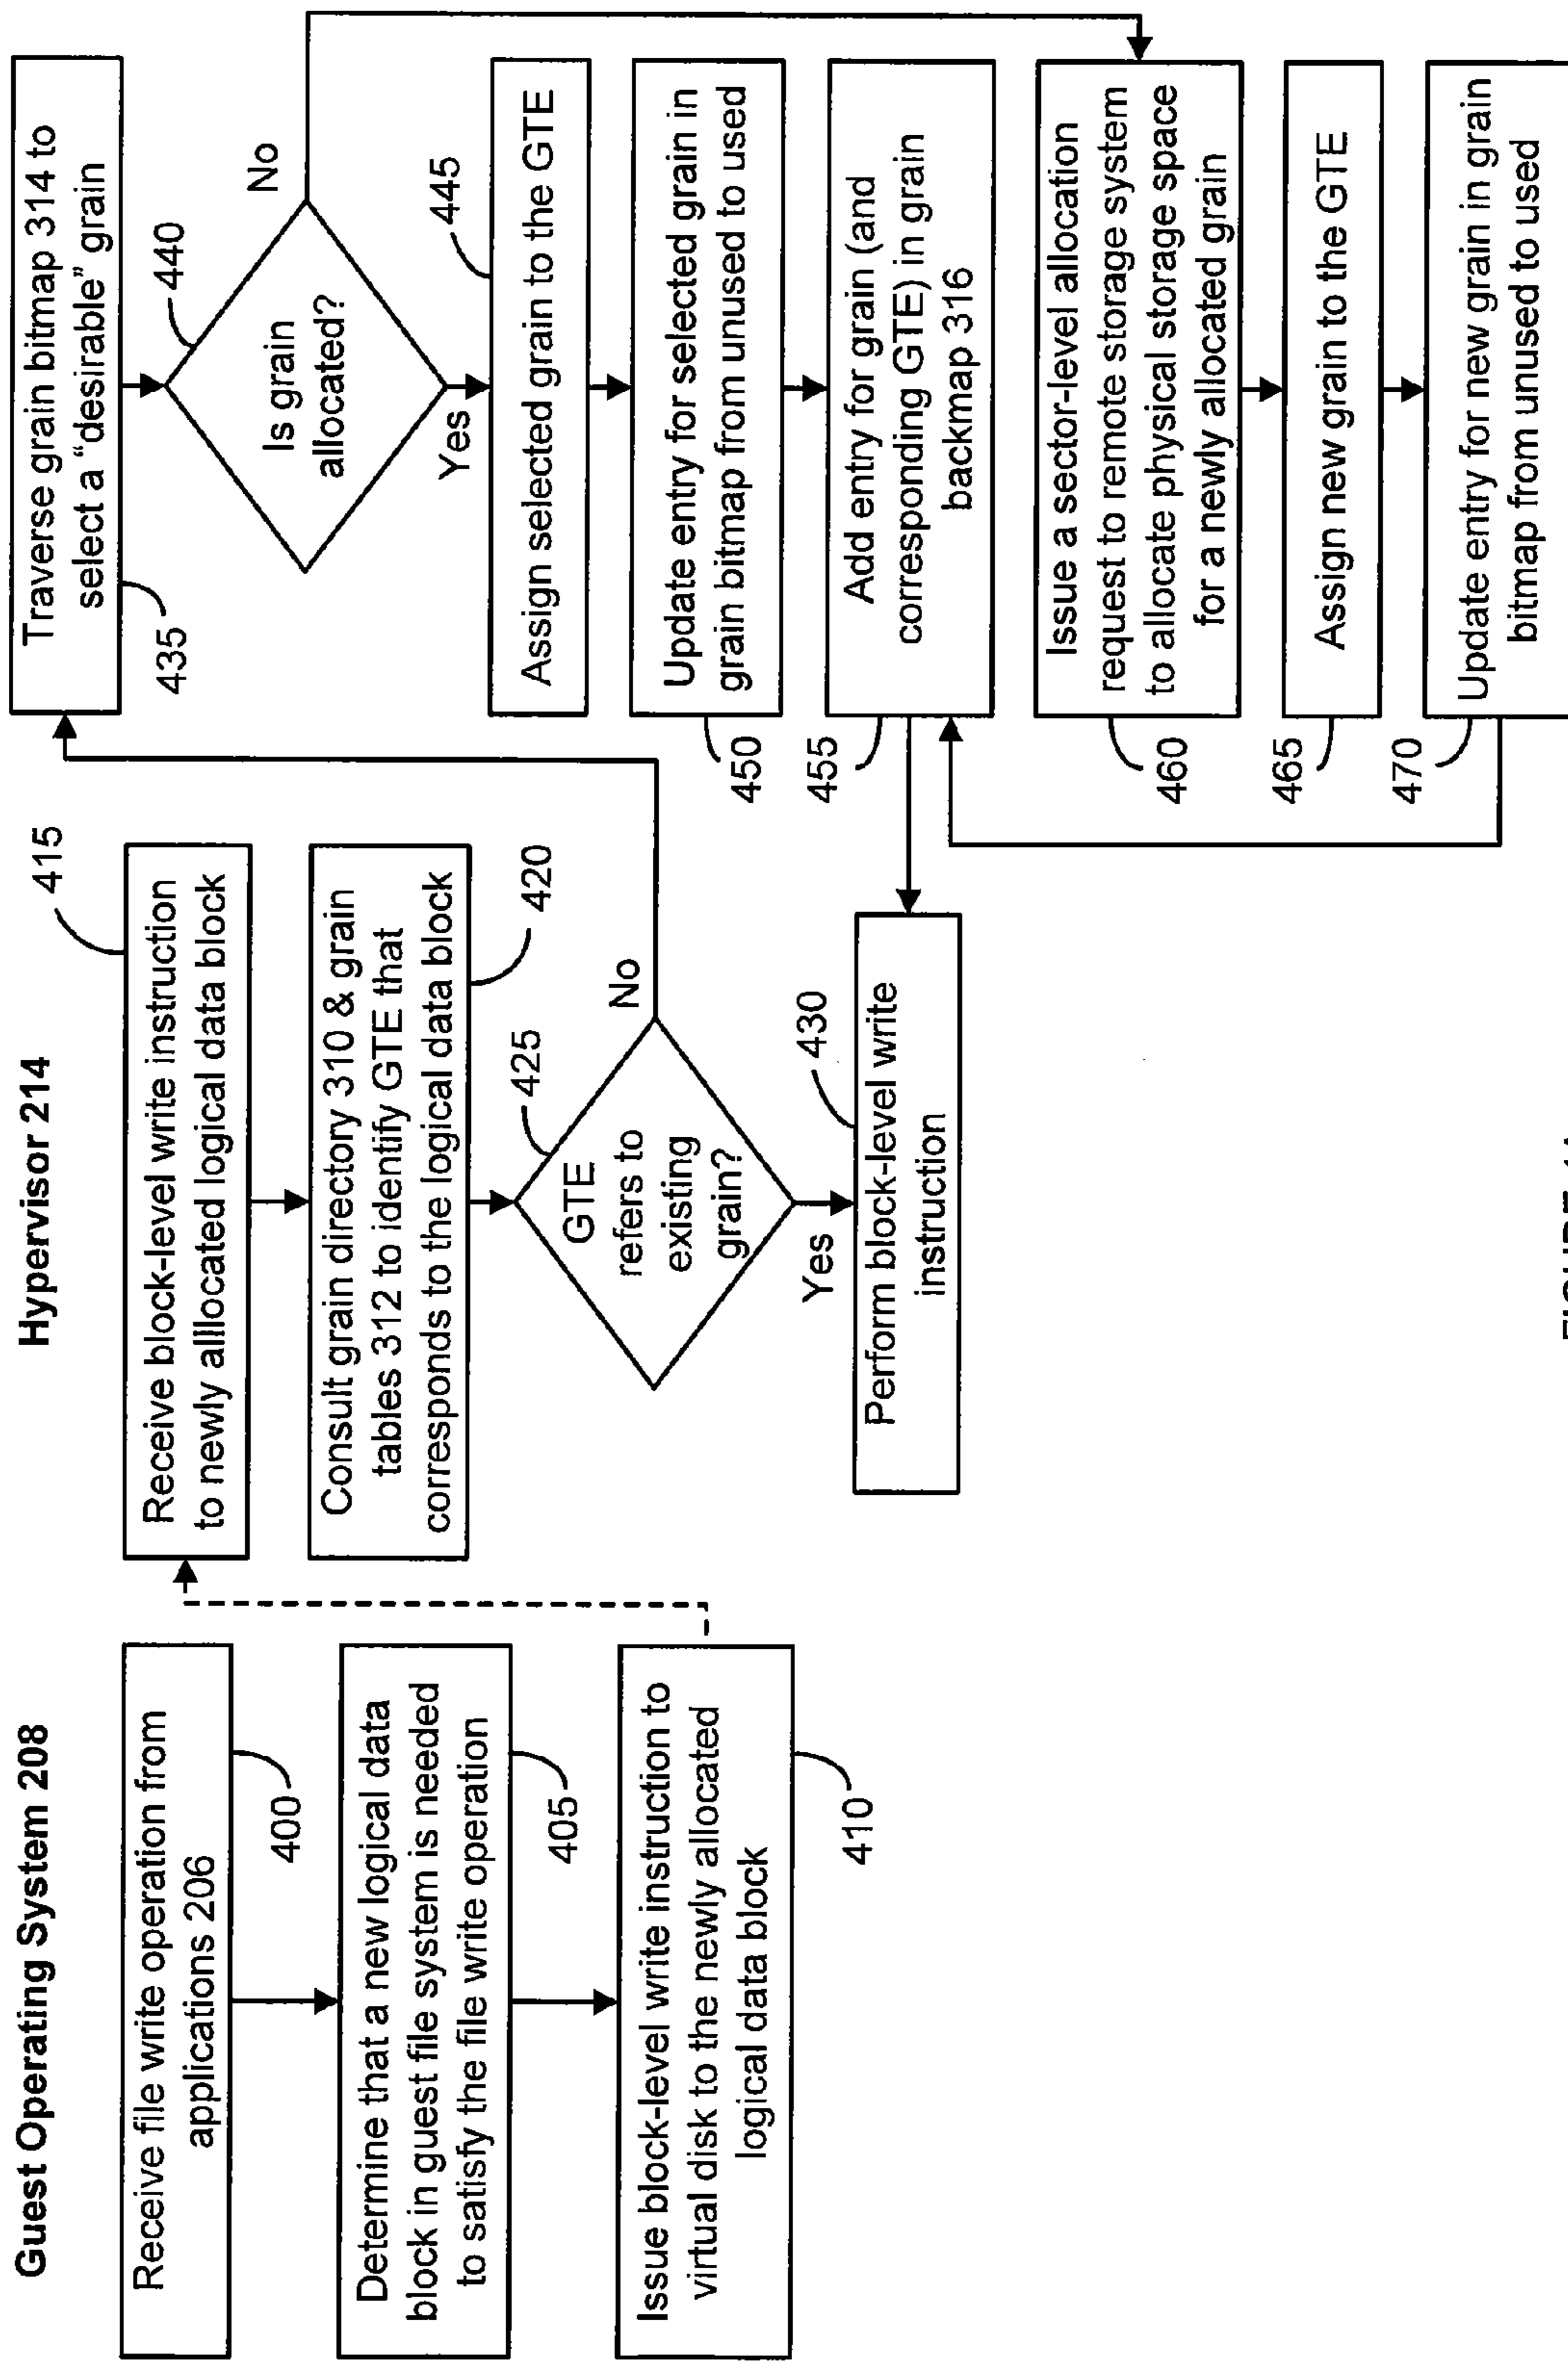 Guest Operating System 208
Receive file write operation from
applications 206
400
Determine that a new logical data
block in guest file system is needed
to satisfy the file write operation
405
Issue block-level write instruction to
virtual disk to the newly allocated
logical data block
410
Hypervisor 214
415
Receive block-level write instruction
to newly alllocated logical data block
Consult grain directory 310 & grain
tables 312 to identify GTE that
corresponds to the logical data block
420
425
GTE
refers to
existing
grain?
No
Yes
430
Perform block-level write
instruction
Traverse grain bitmap 314 to
select a “desirable” grain
435
440
Is grain
allocated?
No
Yes
445
Assign selected grain to the GTE
Update entry for selected grain in
grain bitmap from unused to used
450
Add entry for grain (and
corresponding GTE) in grain
backmap 316
455
Issue a sector-level allocation
request to remote storage system
to allocate physical storage space
for a newly allocated grain
460
Assign new grain to the GTE
465
Update entry for new grain in grain
bitmap from unused to used
470